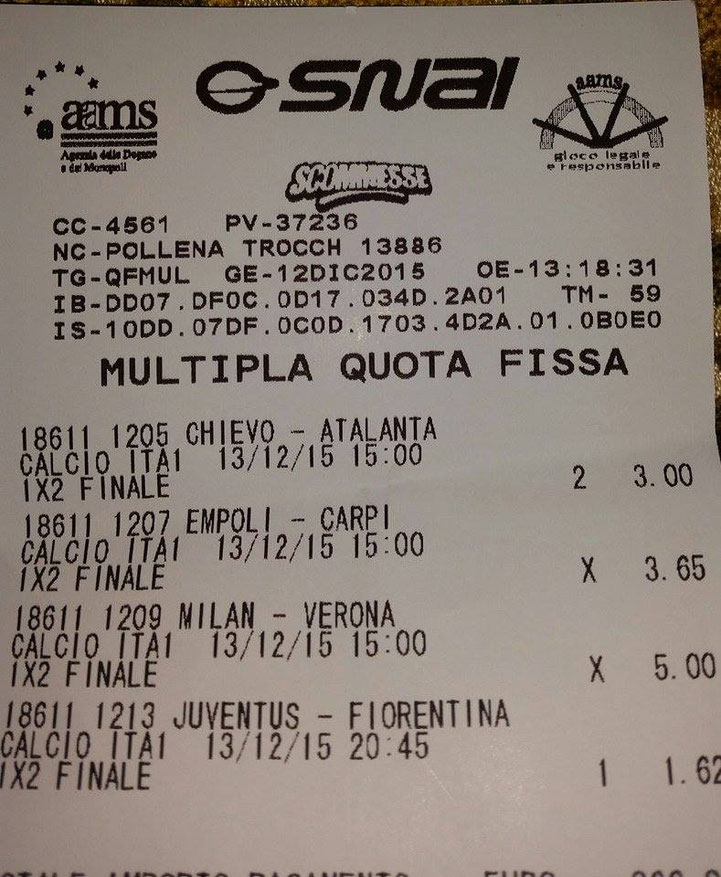 aams
Agenzia delle Dogane
e dei Monopoli
SNAI
aams
gioco legale
e responsabile
SCOMMESSE
CC-4561 PV-37236
NC-POLLENA TROCCH 13886
TG-QFMUL GE-12DIC2015 OE-13:18:31
IB-DD07.DF0C.0D17.034D.2A01 TM- 59
IS-10DD.07DF.0C0D.1703.4D2A.01.0B0E0
MULTIPLA QUOTA FISSA
18611 1205 CHIEVO - ATALANTA
CALCIO ITA1 13/12/15 15:00
1X2 FINALE 2 3.00
18611 1207 EMPOLI - CARPI
CALCIO ITA1 13/12/15 15:00
1X2 FINALE X 3.65
18611 1209 MILAN - VERONA
CALCIO ITA1 13/12/15 15:00
1X2 FINALE X 5.00
18611 1213 JUVENTUS - FIORENTINA
CALCIO ITA1 13/12/15 20:45
1X2 FINALE 1 1.62
IMPORTO PAGAMENTO EURO